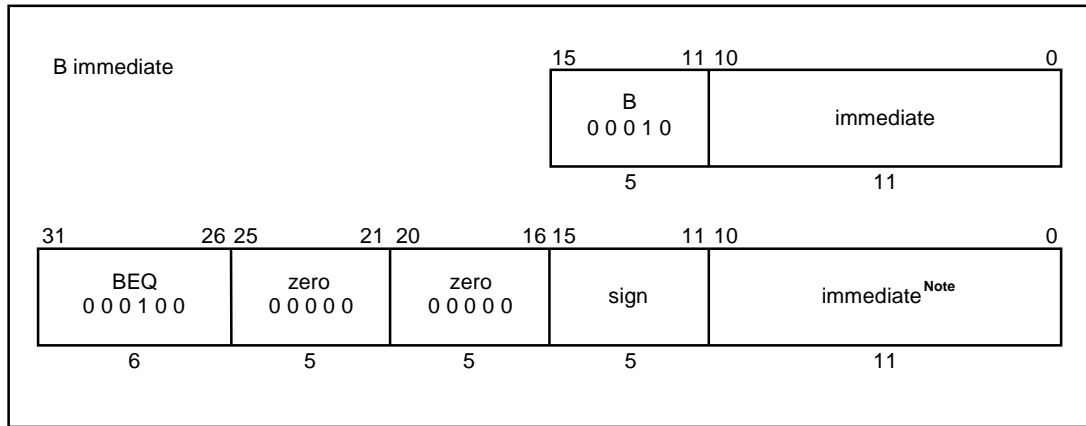 B immediate
15 11 10 0
B
0 0 0 1 0
immediate
5 11
31 26 25 21 20 16 15 11 10 0
BEQ
0 0 0 1 0 0
zero
0 0 0 0 0
zero
0 0 0 0 0
sign
immediate Note
6 5 5 5 11